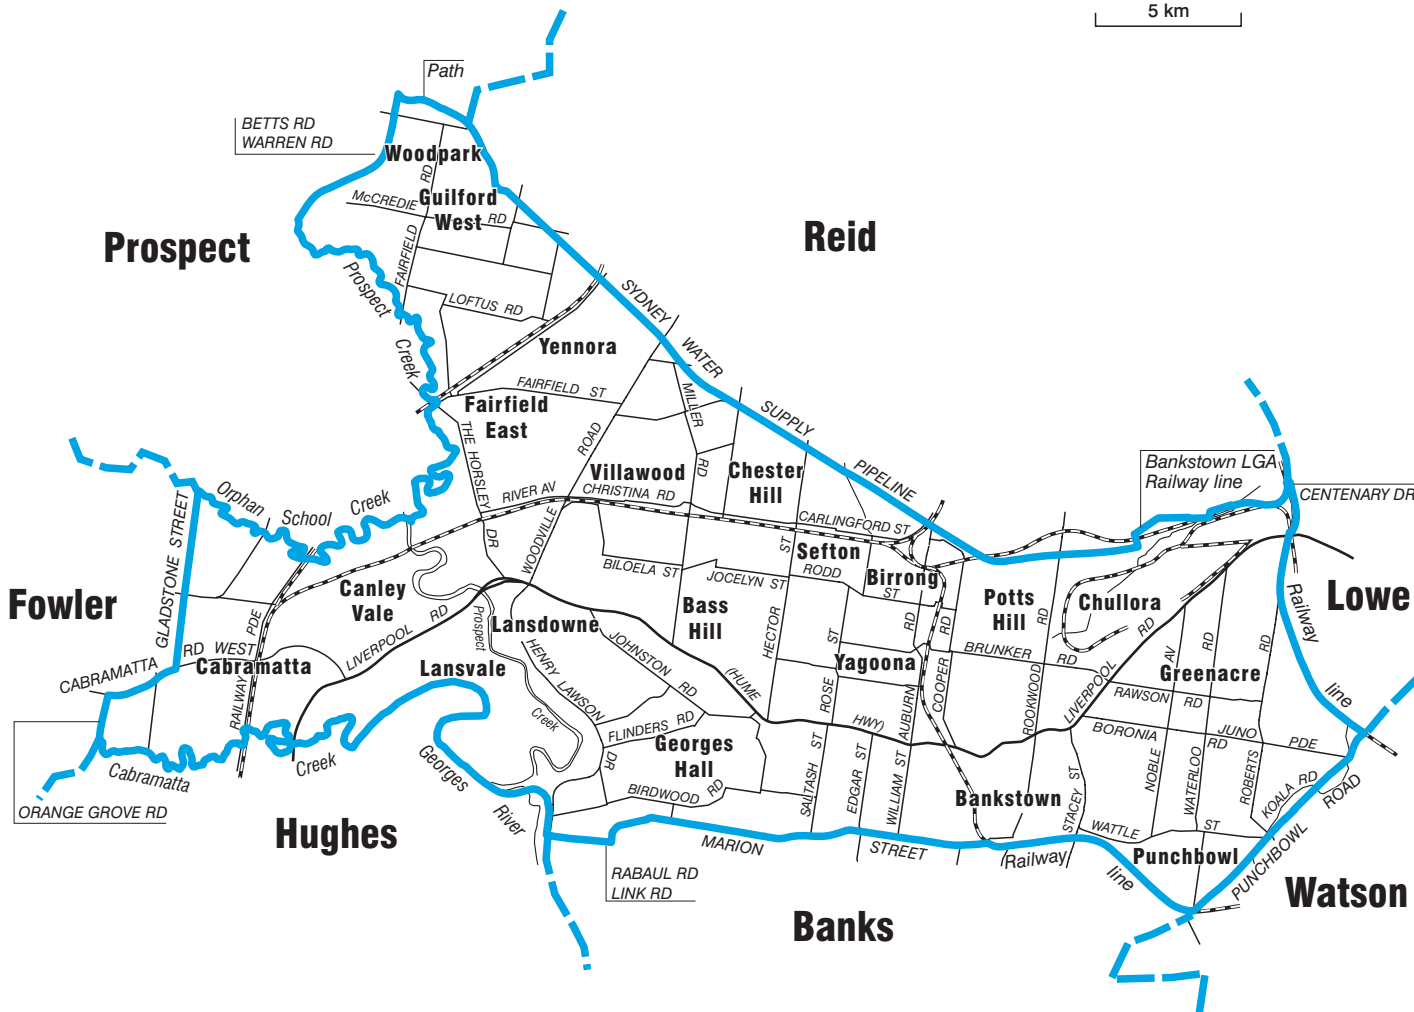 5 km
Path
BETTS RD
WARREN RD
Woodpark
RD
McCREDIE
RD
Guilford
West
FAIRFIELD
Prospect
Reid
Prospect
Creek
LOFTUS RD
SYDNEY
WATER
SUPPLY
PIPELINE
Yennora
FAIRFIELD ST
Fairfield
East
THE HORSLEY
DR
ROAD
WOODVILLE
MILLER
RD
Villawood
Chester
Hill
RIVER AV
CHRISTINA RD
CARLINGFORD ST
Bankstown LGA
Railway line
CENTENARY DR
Orphan
School
Creek
GLADSTONE STREET
Fowler
Canley
Vale
LIVERPOOL RD
Prospect
Creek
Lansdowne
BILOELA ST
JOCELYN ST
Sefton
RODD
ST
Birrong
HECTOR
ST
Bass
Hill
Potts
Hill
Chullora
RD
LIVERPOOL
Railway
line
Lowe
CABRAMATTA
RD WEST
Cabramatta
RAILWAY
PDE
Lansvale
HENRY LAWSON
DR
JOHNSTON
RD
(HUME
HWY)
ROSE
ST
Yagoona
AUBURN
RD
COOPER
RD
BRUNKER
RD
ROOKWOOD
RD
Greenacre
RAWSON
RD
NOBLE
AV
WATERLOO
RD
ROBERTS
RD
BORONIA
RD
JUNO
PDE
FLINDERS RD
Georges
Hall
BIRDWOOD RD
SALTASH ST
EDGAR ST
WILLIAM ST
Bankstown
STACEY ST
WATTLE
ST
KOALA RD
PUNCHBOWL
ROAD
Punchbowl
Cabramatta
Creek
Georges
River
ORANGE GROVE RD
Hughes
MARION
STREET
Railway
line
RABAUL RD
LINK RD
Banks
Watson